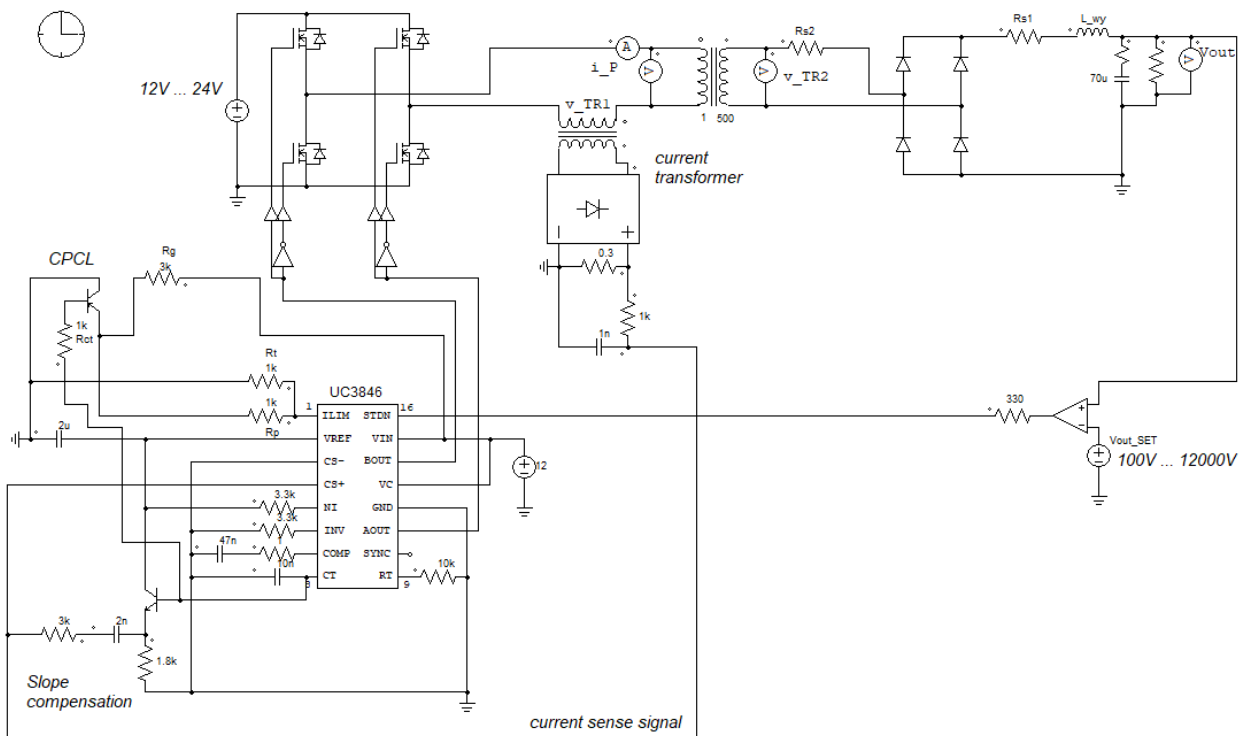 12V ... 24V
A
i_P
V
v_TR1
1 500
V
v_TR2
Rs2
Rs1
L_wy
70u
V
Vout
current
transformer
0.3
1k
1n
CPCL
Rg
3k
1k
Rct
Rt
1k
1k
Rp
2u
UC3846
1 ILIM STDN 16
VREF VIN
CS- BOUT
CS+ VC
NI GND
INV AOUT
COMP SYNC
CT RT
8 9
3.3k
3.3k
47n
1
10n
10k
12
330
Vout_SET
100V ... 12000V
3k
2n
1.8k
Slope
compensation
current sense signal